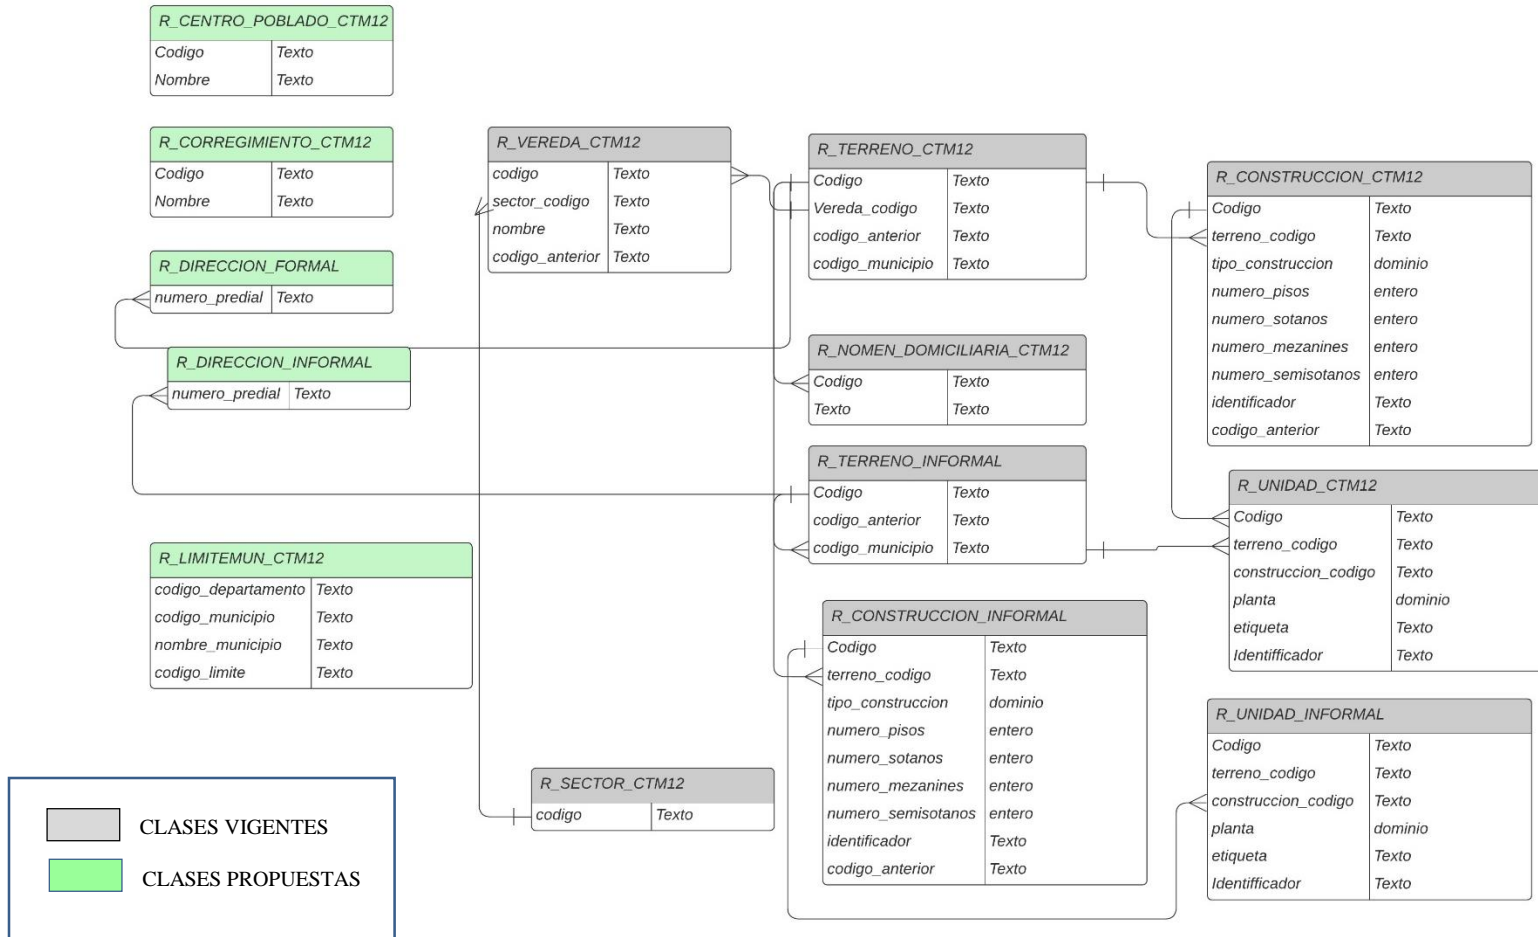 R_CENTRO_POBLADO_CTM12
Codigo Texto
Nombre Texto
R_CORREGIMIENTO_CTM12
Codigo Texto
Nombre Texto
R_DIRECCION_FORMAL
numero_predial Texto
R_DIRECCION_INFORMAL
numero_predial Texto
R_LIMITEMUN_CTM12
codigo_departamento Texto
codigo_municipio Texto
nombre_municipio Texto
codigo_limite Texto
R_VEREDA_CTM12
codigo Texto
sector_codigo Texto
nombre Texto
codigo_anterior Texto
R_SECTOR_CTM12
codigo Texto
R_TERRENO_CTM12
Codigo Texto
Vereda_codigo Texto
codigo_anterior Texto
codigo_municipio Texto
R_NOMEN_DOMICILIARIA_CTM12
Codigo Texto
Texto Texto
R_TERRENO_INFORMAL
Codigo Texto
codigo_anterior Texto
codigo_municipio Texto
R_CONSTRUCCION_INFORMAL
Codigo Texto
terreno_codigo Texto
tipo_construccion dominio
numero_pisos entero
numero_sotanos entero
numero_mezanines entero
numero_semisotanos entero
identificador Texto
codigo_anterior Texto
R_CONSTRUCCION_CTM12
Codigo Texto
terreno_codigo Texto
tipo_construccion dominio
numero_pisos entero
numero_sotanos entero
numero_mezanines entero
numero_semisotanos entero
identificador Texto
codigo_anterior Texto
R_UNIDAD_CTM12
Codigo Texto
terreno_codigo Texto
construccion_codigo Texto
planta dominio
etiqueta Texto
Identifficador Texto
R_UNIDAD_INFORMAL
Codigo Texto
terreno_codigo Texto
construccion_codigo Texto
planta dominio
etiqueta Texto
Identifficador Texto
CLASES VIGENTES
CLASES PROPUESTAS